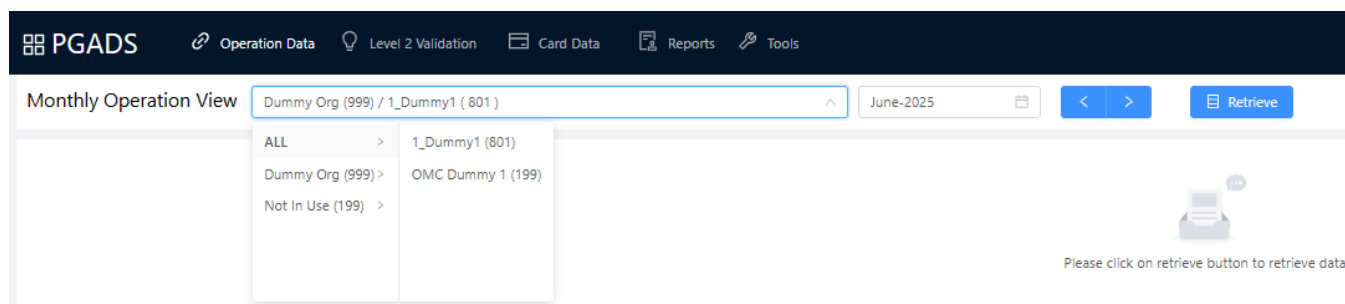 PGADS Operation Data Level 2 Validation Card Data Reports Tools
Monthly Operation View Dummy Org (999) / 1_Dummy1 ( 801 ) June-2025 < > Retrieve
ALL > 1_Dummy1 (801)
Dummy Org (999) > OMC Dummy 1 (199)
Not In Use (199) >
Please click on retrieve button to retrieve data